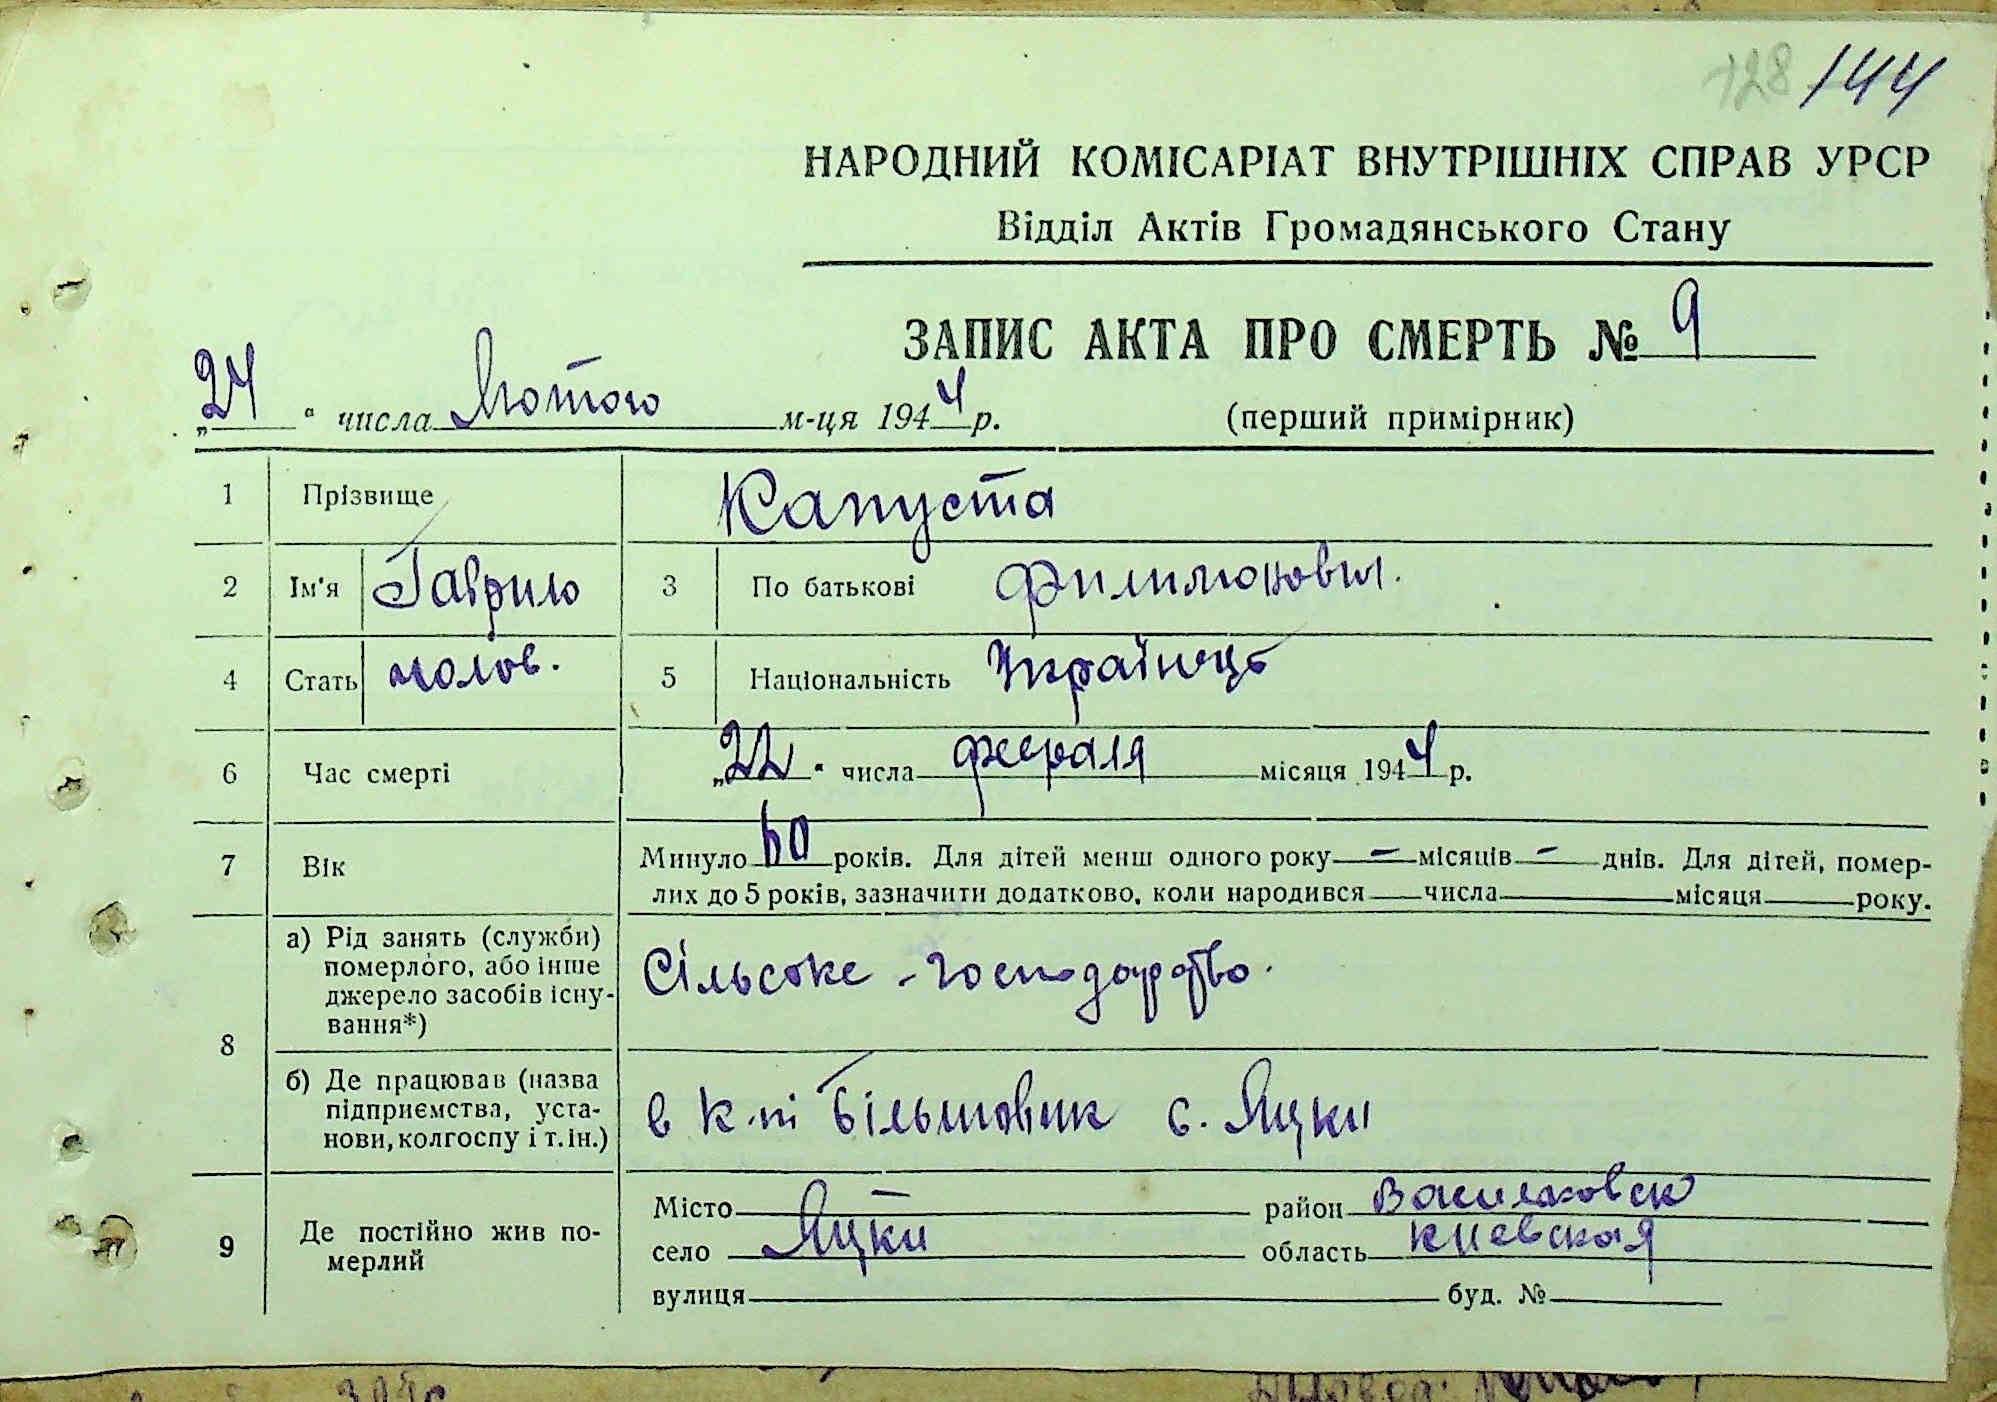 128 144
НАРОДНИЙ КОМІСАРІАТ ВНУТРІШНІХ СПРАВ УРСР
Відділ Актів Громадянського Стану
ЗАПИС АКТА ПРО СМЕРТЬ № 9
„24“ числа Лютого м-ця 1944 р. (перший примірник)
1 Прізвище Капуста
2 Ім'я Гаврило 3 По батькові Филимонович.
4 Стать чолов. 5 Національність Українець
6 Час смерті „22“ числа февраля місяця 1944 р.
7 Вік Минуло 60 років. Для дітей менш одного року — місяців — днів. Для дітей, помер-
лих до 5 років, зазначити додатково, коли народився числа місяця року.
8 а) Рід занять (служби)
померлого, або інше
джерело засобів існу-
вання*)
Сільске - господарство.
б) Де працював (назва
підприємства, уста-
нови, колгоспу і т. ін.)
в к-пі Більшовик с. Яцки
9 Де постійно жив по-
мерлий
Місто район Васильковск
село Яцки область киевская
вулиця буд. №